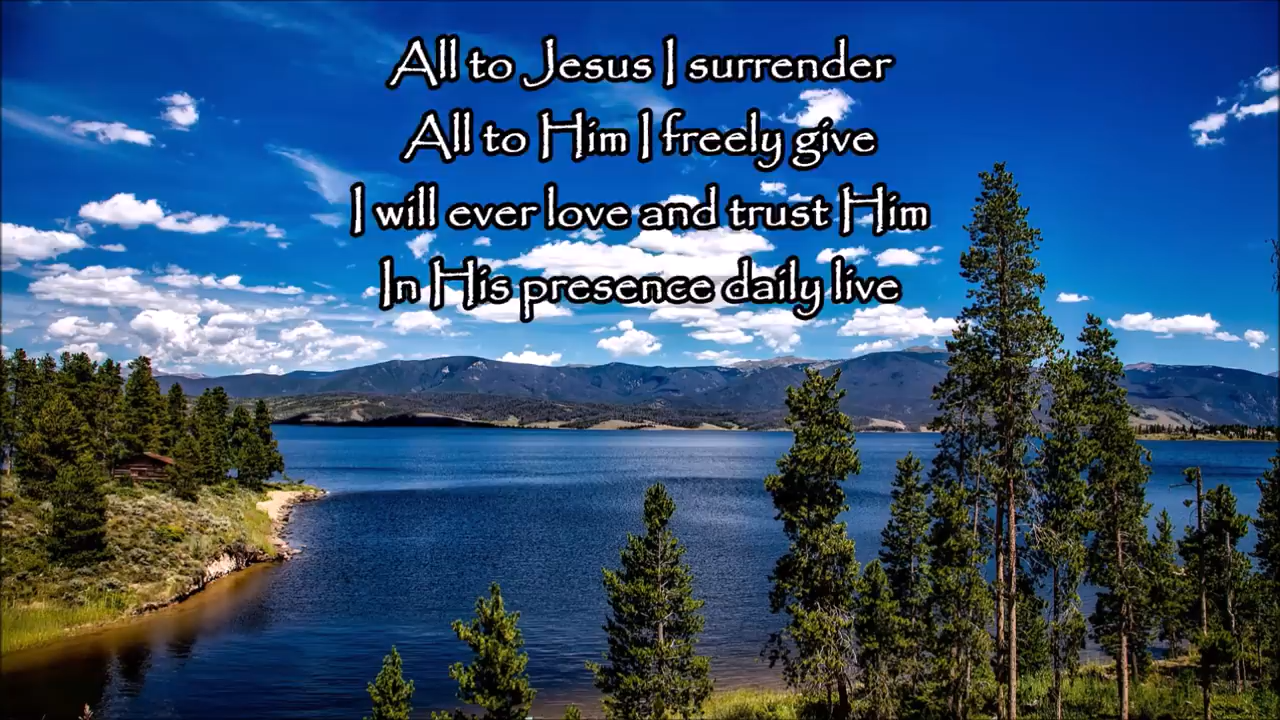 All to Jesus I surrender
All to Him I freely give
I will ever love and trust Him
In His presence daily live